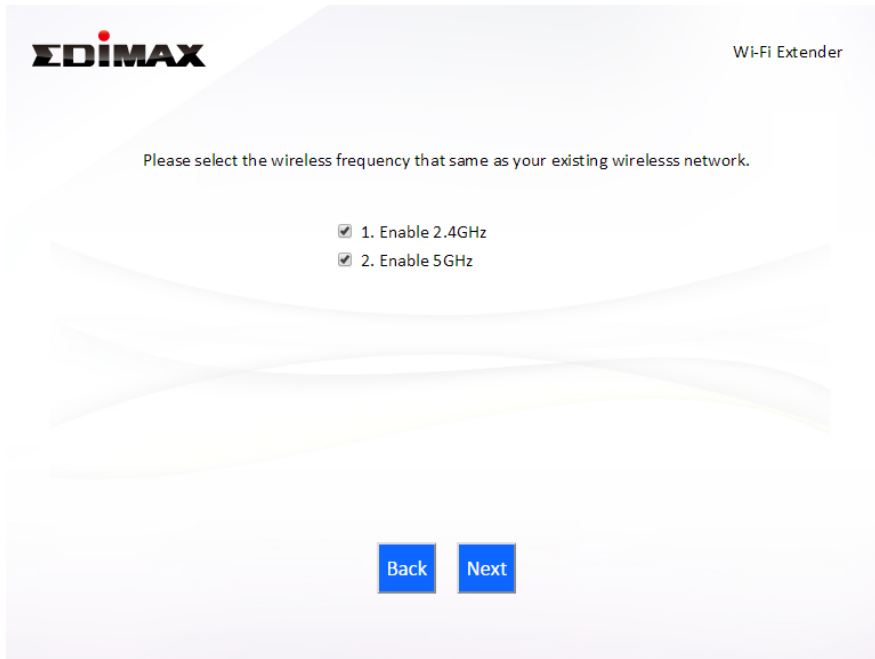 EDIMAX
Wi-Fi Extender
Please select the wireless frequency that same as your existing wirelesss network.
1. Enable 2.4GHz
2. Enable 5GHz
Back Next